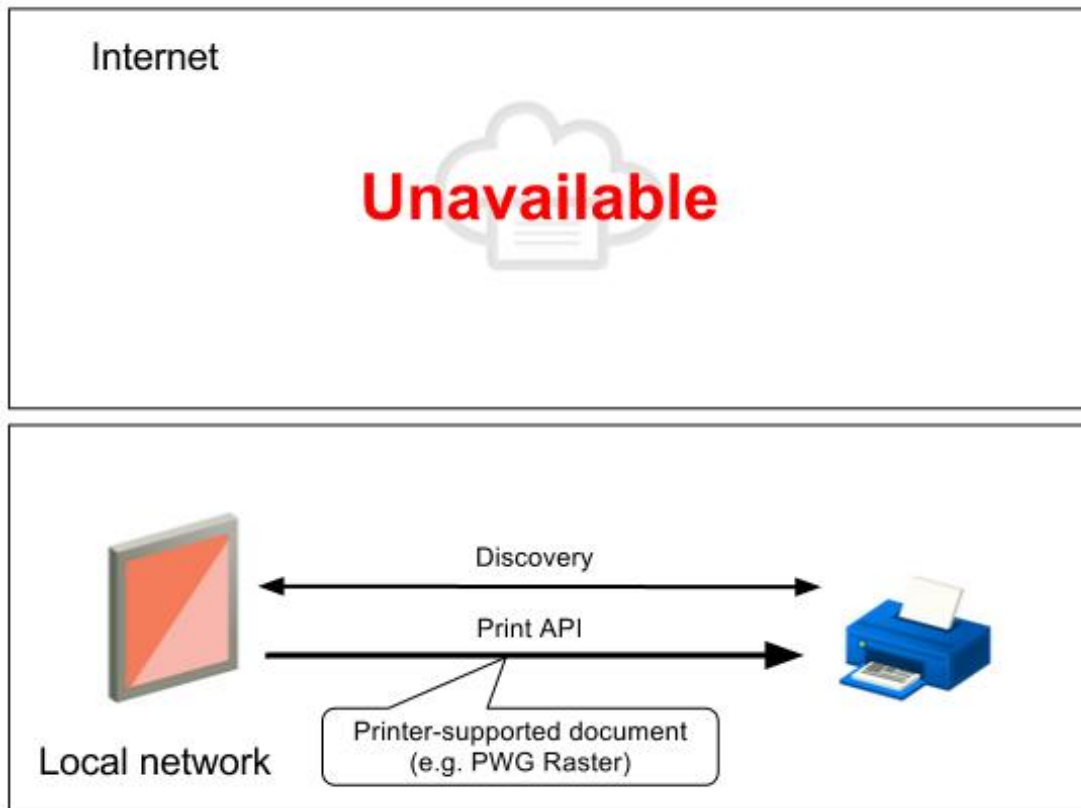 Internet
Unavailable
Discovery
Print API
Printer-supported document
(e.g. PWG Raster)
Local network